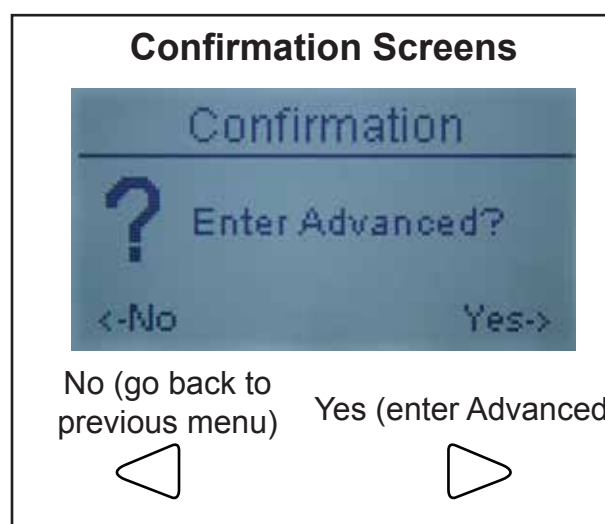 Confirmation Screens
Confirmation
? Enter Advanced?
<-No Yes->
No (go back to
previous menu)
Yes (enter Advanced